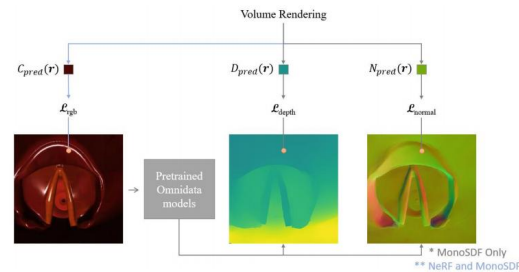 Volume Rendering
C_pred(r) D_pred(r) N_pred(r)
ℒ_rgb ℒ_depth ℒ_normal
Pretrained
Omnidata
models
* MonoSDF Only
** NeRF and MonoSDF